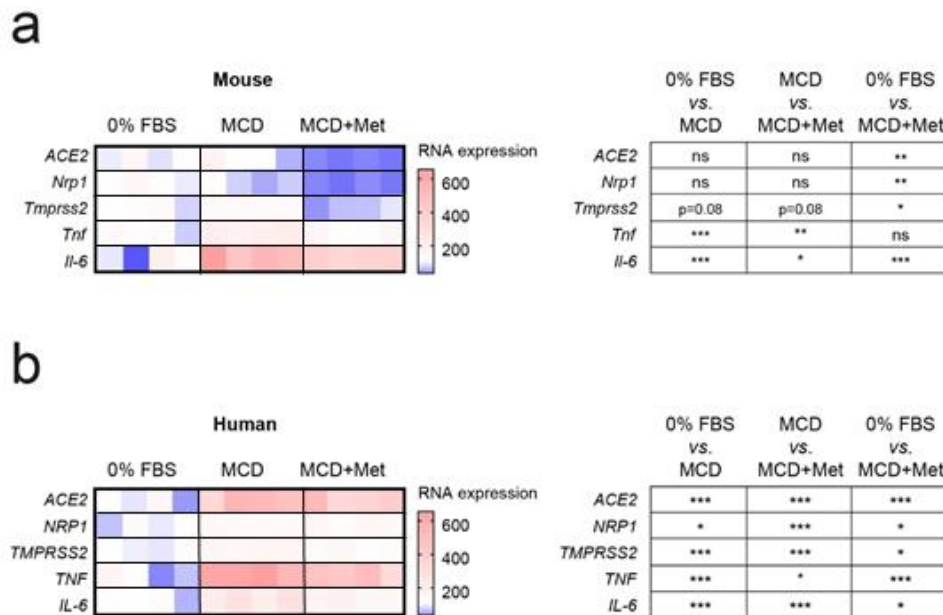 a
Mouse
0% FBS MCD MCD+Met
RNA expression
600
400
200
ACE2
Nrp1
Tmprss2
Tnf
Il-6
0% FBS MCD 0% FBS
vs. vs. vs.
MCD MCD+Met MCD+Met
ACE2 ns ns **
Nrp1 ns ns **
Tmprss2 p=0.08 p=0.08 *
Tnf *** ** ns
Il-6 *** * ***
b
Human
0% FBS MCD MCD+Met
RNA expression
600
400
200
ACE2
NRP1
TMPRSS2
TNF
IL-6
0% FBS MCD 0% FBS
vs. vs. vs.
MCD MCD+Met MCD+Met
ACE2 *** *** ***
NRP1 * *** *
TMPRSS2 *** *** *
TNF *** * ***
IL-6 *** *** *